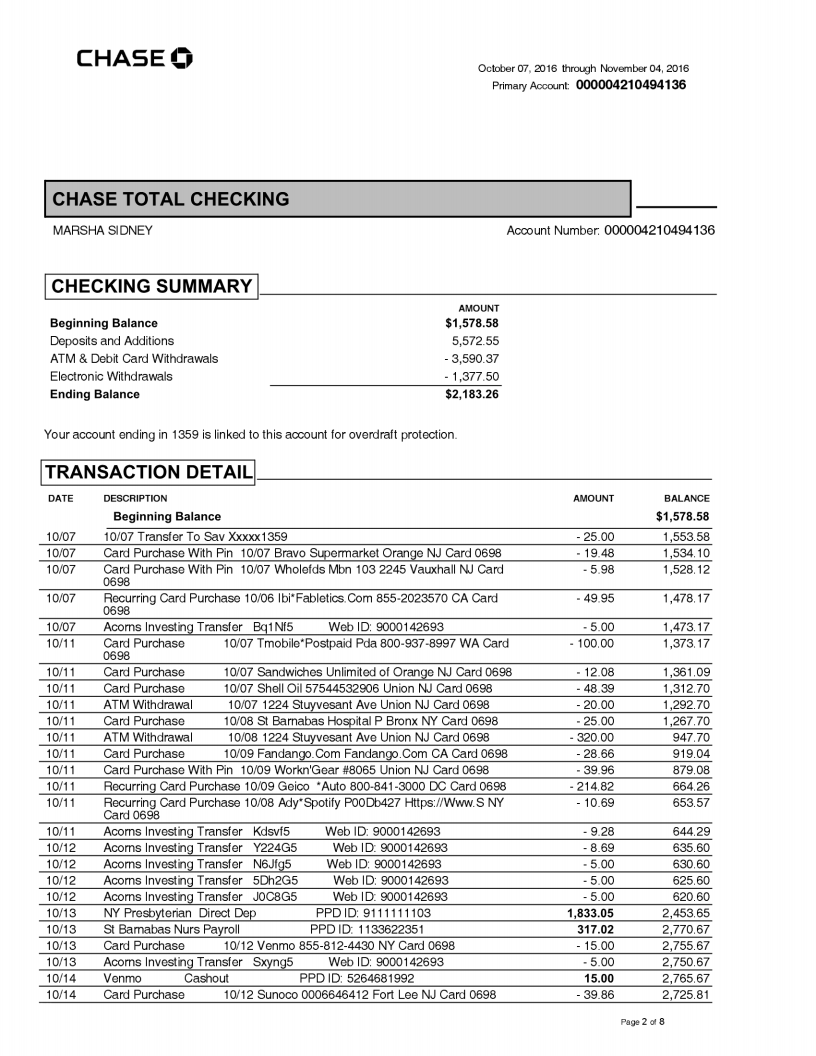 CHASE
October 07, 2016 through November 04, 2016
Primary Account: 000004210494136
CHASE TOTAL CHECKING
MARSHA SIDNEY Account Number: 000004210494136
CHECKING SUMMARY
AMOUNT
Beginning Balance $1,578.58
Deposits and Additions 5,572.55
ATM & Debit Card Withdrawals - 3,590.37
Electronic Withdrawals - 1,377.50
Ending Balance $2,183.26
Your account ending in 1359 is linked to this account for overdraft protection.
TRANSACTION DETAIL
DATE DESCRIPTION AMOUNT BALANCE
Beginning Balance $1,578.58
10/07 10/07 Transfer To Sav Xxxxx1359 - 25.00 1,553.58
10/07 Card Purchase With Pin 10/07 Bravo Supermarket Orange NJ Card 0698 - 19.48 1,534.10
10/07 Card Purchase With Pin 10/07 Wholefds Mbn 103 2245 Vauxhall NJ Card - 5.98 1,528.12
0698
10/07 Recurring Card Purchase 10/06 Ibi*Fabletics.Com 855-2023570 CA Card - 49.95 1,478.17
0698
10/07 Acorns Investing Transfer Bq1Nf5 Web ID: 9000142693 - 5.00 1,473.17
10/11 Card Purchase 10/07 Tmobile*Postpaid Pda 800-937-8997 WA Card - 100.00 1,373.17
0698
10/11 Card Purchase 10/07 Sandwiches Unlimited of Orange NJ Card 0698 - 12.08 1,361.09
10/11 Card Purchase 10/07 Shell Oil 57544532906 Union NJ Card 0698 - 48.39 1,312.70
10/11 ATM Withdrawal 10/07 1224 Stuyvesant Ave Union NJ Card 0698 - 20.00 1,292.70
10/11 Card Purchase 10/08 St Barnabas Hospital P Bronx NY Card 0698 - 25.00 1,267.70
10/11 ATM Withdrawal 10/08 1224 Stuyvesant Ave Union NJ Card 0698 - 320.00 947.70
10/11 Card Purchase 10/09 Fandango.Com Fandango.Com CA Card 0698 - 28.66 919.04
10/11 Card Purchase With Pin 10/09 Workn'Gear #8065 Union NJ Card 0698 - 39.96 879.08
10/11 Recurring Card Purchase 10/09 Geico *Auto 800-841-3000 DC Card 0698 - 214.82 664.26
10/11 Recurring Card Purchase 10/08 Ady*Spotify P00Db427 Https://Www.S NY - 10.69 653.57
Card 0698
10/11 Acorns Investing Transfer Kdsvf5 Web ID: 9000142693 - 9.28 644.29
10/12 Acorns Investing Transfer Y224G5 Web ID: 9000142693 - 8.69 635.60
10/12 Acorns Investing Transfer N6Jfg5 Web ID: 9000142693 - 5.00 630.60
10/12 Acorns Investing Transfer 5Dh2G5 Web ID: 9000142693 - 5.00 625.60
10/12 Acorns Investing Transfer J0C8G5 Web ID: 9000142693 - 5.00 620.60
10/13 NY Presbyterian Direct Dep PPD ID: 9111111103 1,833.05 2,453.65
10/13 St Barnabas Nurs Payroll PPD ID: 1133622351 317.02 2,770.67
10/13 Card Purchase 10/12 Venmo 855-812-4430 NY Card 0698 - 15.00 2,755.67
10/13 Acorns Investing Transfer Sxyng5 Web ID: 9000142693 - 5.00 2,750.67
10/14 Venmo Cashout PPD ID: 5264681992 15.00 2,765.67
10/14 Card Purchase 10/12 Sunoco 0006646412 Fort Lee NJ Card 0698 - 39.86 2,725.81
Page 2 of 8